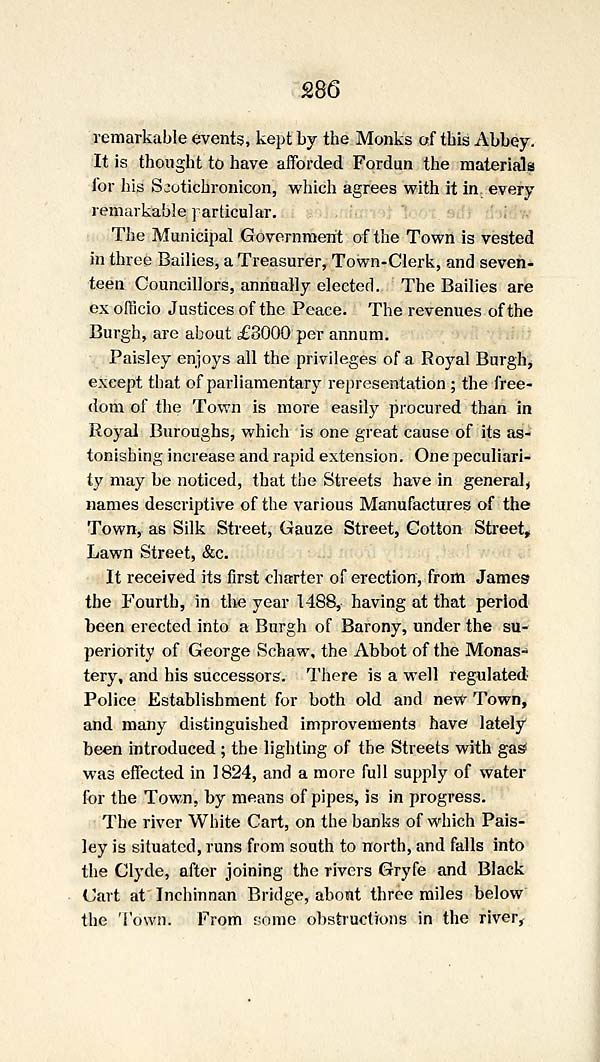 286
remarkable events, kept by the Monks of this Abbey.
It is thought to have afforded Fordun the materials
for his Scotichronicon, which agrees with it in every
remarkable particular.
The Municipal Government of the Town is vested
in three Bailies, a Treasurer, Town-Clerk, and seven-
teen Councillors, annually elected. The Bailies are
ex officio Justices of the Peace. The revenues of the
Burgh, are about £3000 per annum.
Paisley enjoys all the privileges of a Royal Burgh,
except that of parliamentary representation ; the free-
dom of the Town is more easily procured than in
Royal Buroughs, which is one great cause of its as-
tonishing increase and rapid extension. One peculiari-
ty may be noticed, that the Streets have in general,
names descriptive of the various Manufactures of the
Town, as Silk Street, Gauze Street, Cotton Street,
Lawn Street, &c.
It received its first charter of erection, from James
the Fourth, in the year 1488, having at that period
been erected into a Burgh of Barony, under the su-
periority of George Schaw, the Abbot of the Monas-
tery, and his successors. There is a well regulated
Police Establishment for both old and new Town,
and many distinguished improvements have lately
been introduced ; the lighting of the Streets with gas
was effected in 1824, and a more full supply of water
for the Town, by means of pipes, is in progress.
The river White Cart, on the banks of which Pais-
ley is situated, runs from south to north, and falls into
the Clyde, after joining the rivers Gryfe and Black
Cart at Inchinnan Bridge, about three miles below
the Town. From some obstructions in the river,